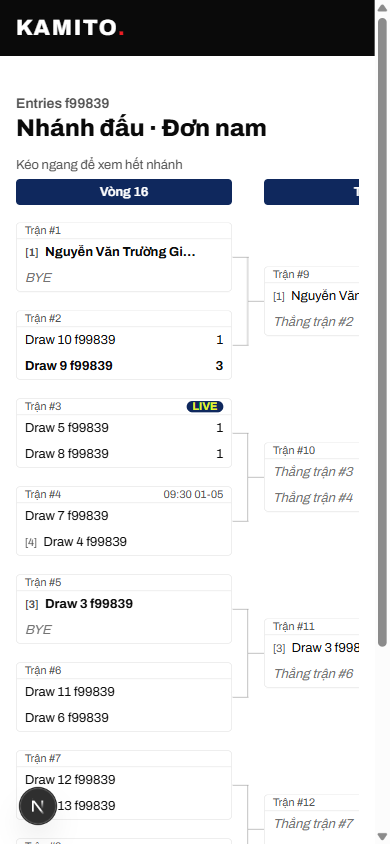 KAMITO.
Entries f99839
Nhánh đấu · Đơn nam
Kéo ngang để xem hết nhánh
Vòng 16
Trận #1
[1] Nguyễn Văn Trường Gi...
BYE
Trận #2
Draw 10 f99839 1
Draw 9 f99839 3
Trận #3 LIVE
Draw 5 f99839 1
Draw 8 f99839 1
Trận #4 09:30 01-05
Draw 7 f99839
[4] Draw 4 f99839
Trận #5
[3] Draw 3 f99839
BYE
Trận #6
Draw 11 f99839
Draw 6 f99839
Trận #7
Draw 12 f99839
N 13 f99839
Trận #9
[1] Nguyễn Văn
Thắng trận #2
Trận #10
Thắng trận #3
Thắng trận #4
Trận #11
[3] Draw 3 f998
Thắng trận #6
Trận #12
Thắng trận #7